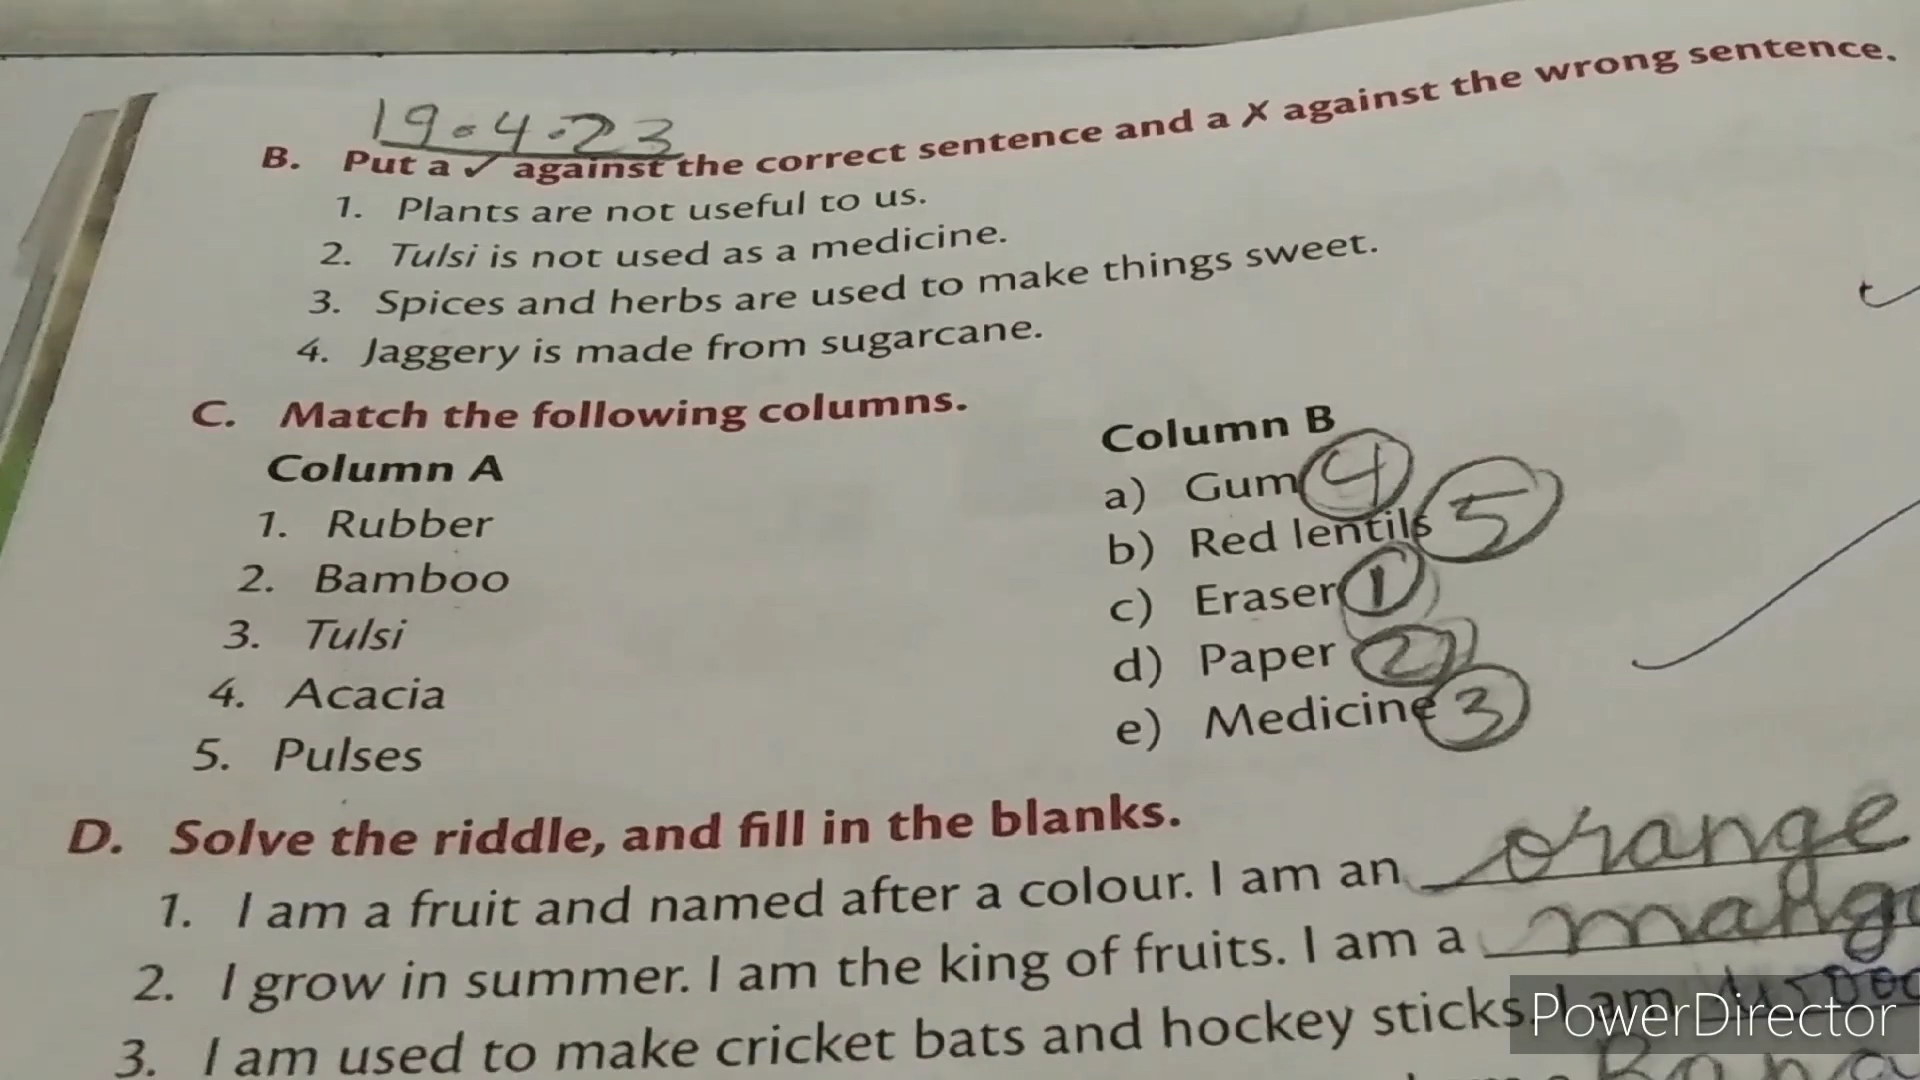 19.4.23
B. Put a ✓ against the correct sentence and a X against the wrong sentence.
1. Plants are not useful to us.
2. Tulsi is not used as a medicine.
3. Spices and herbs are used to make things sweet.
4. Jaggery is made from sugarcane.
C. Match the following columns.
Column A Column B
1. Rubber a) Gum 4
2. Bamboo b) Red lentils 5
3. Tulsi c) Eraser 1
4. Acacia d) Paper 2
5. Pulses e) Medicine 3
D. Solve the riddle, and fill in the blanks.
1. I am a fruit and named after a colour. I am an orange
2. I grow in summer. I am the king of fruits. I am a mango
3. I am used to make cricket bats and hockey sticks. I am
PowerDirector